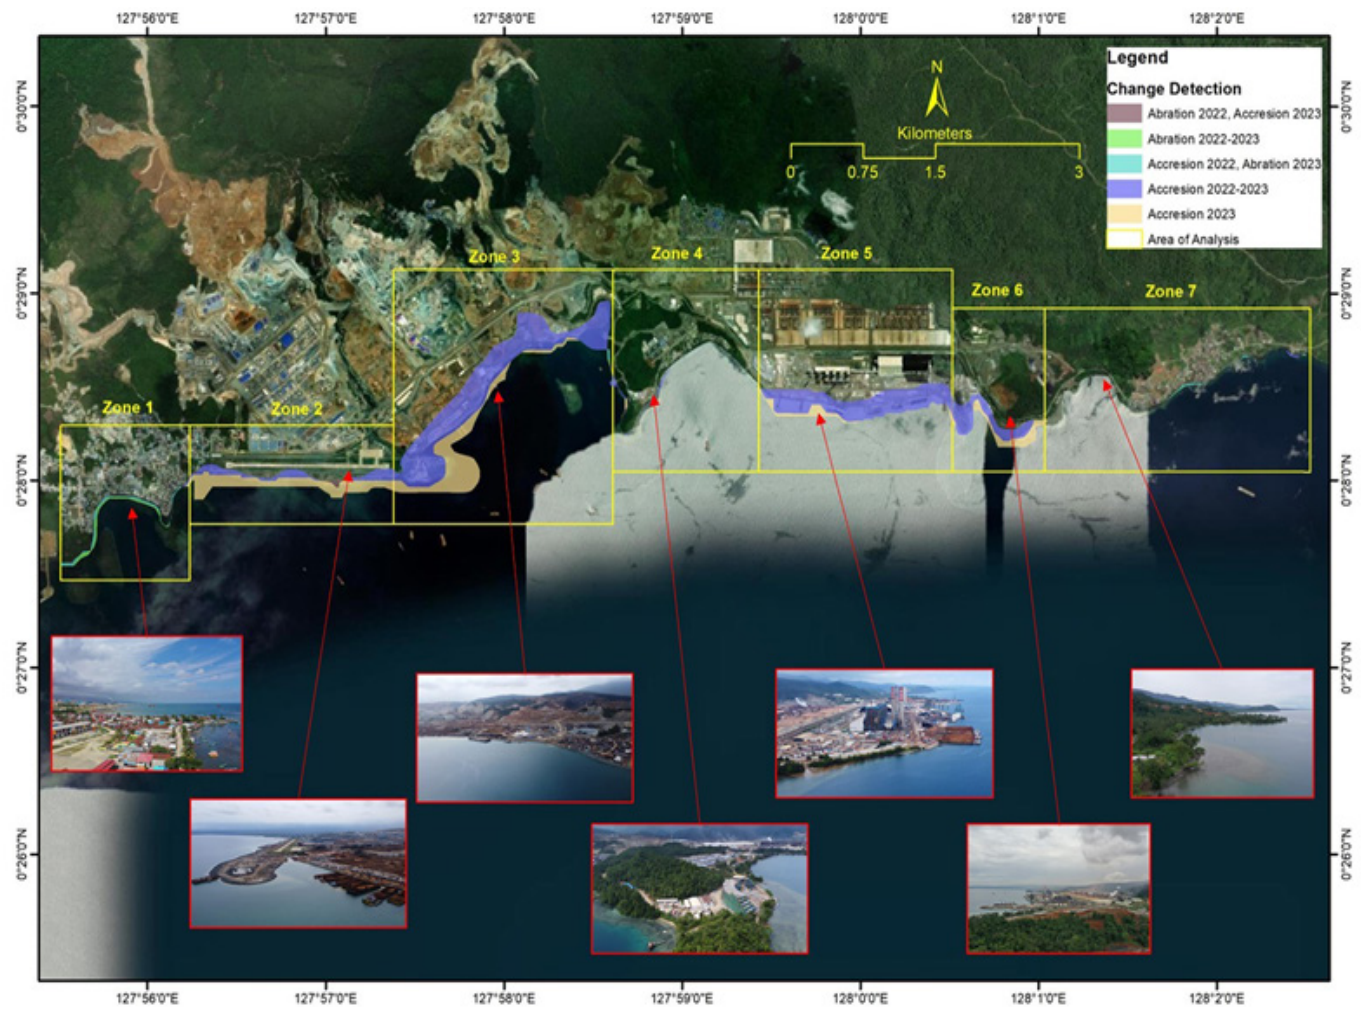 127°56'0"E 127°57'0"E 127°58'0"E 127°59'0"E 128°0'0"E 128°1'0"E 128°2'0"E
0°30'0"N
0°29'0"N
0°28'0"N
0°27'0"N
0°26'0"N
N
Kilometers
0 0.75 1.5 3
Legend
Change Detection
Abration 2022, Accresion 2023
Abration 2022-2023
Accresion 2022, Abration 2023
Accresion 2022-2023
Accresion 2023
Area of Analysis
Zone 1
Zone 2
Zone 3
Zone 4
Zone 5
Zone 6
Zone 7
0°30'0"N
0°29'0"N
0°28'0"N
0°27'0"N
0°26'0"N
127°56'0"E 127°57'0"E 127°58'0"E 127°59'0"E 128°0'0"E 128°1'0"E 128°2'0"E